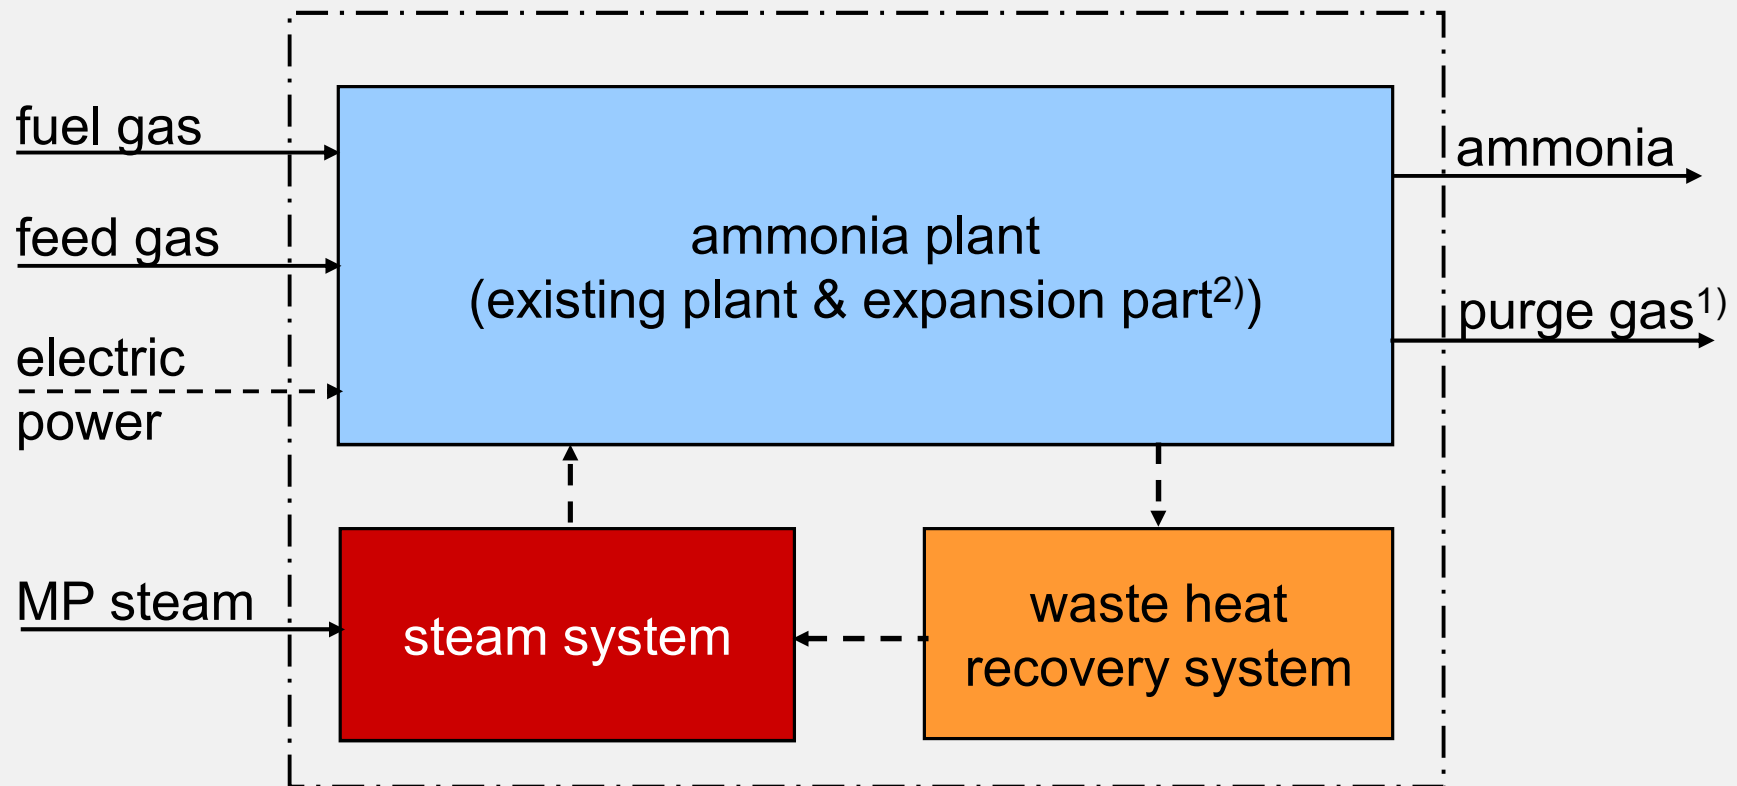 fuel gas
feed gas
electric
power
MP steam
ammonia plant
(existing plant & expansion part²⁾)
steam system
waste heat
recovery system
ammonia
purge gas¹⁾